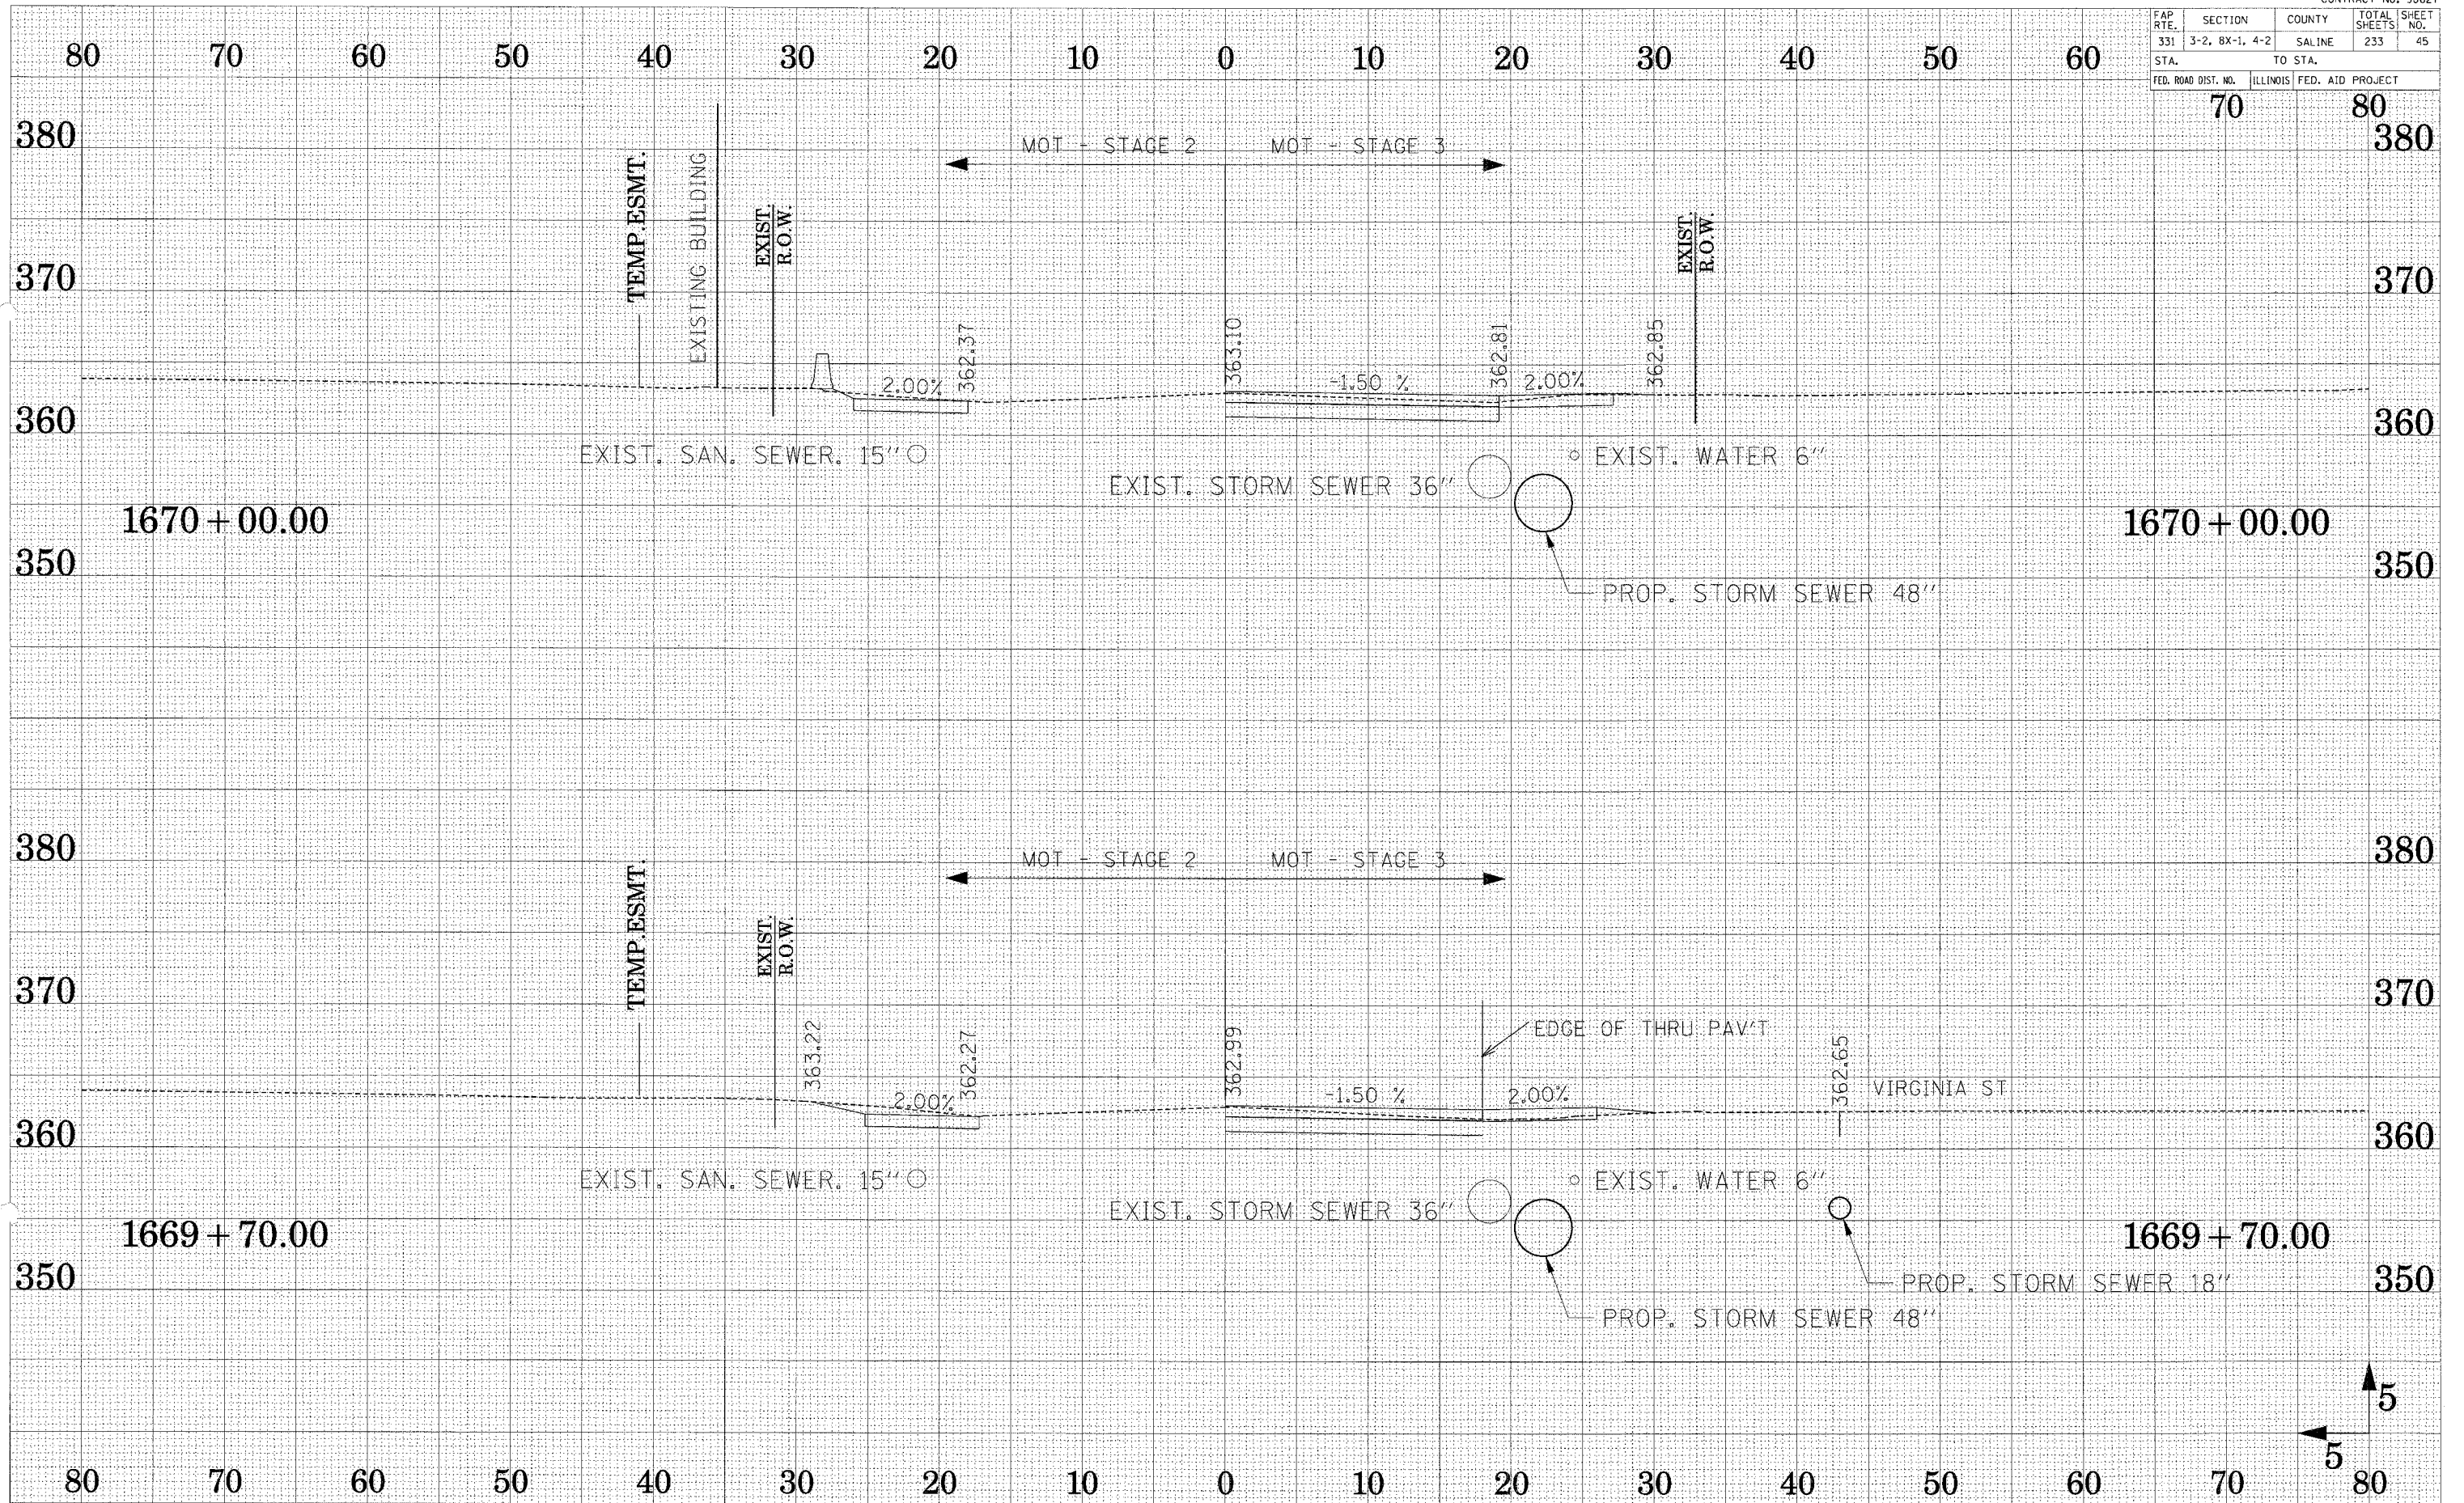 FAP RTE. SECTION COUNTY TOTAL SHEETS SHEET NO.
331 3-2, 8X-1, 4-2 SALINE 233 45
STA. TO STA.
FED. ROAD DIST. NO. ILLINOIS FED. AID PROJECT
80 70 60 50 40 30 20 10 0 10 20 30 40 50 60 70 80
380 380
MOT - STAGE 2 MOT - STAGE 3
TEMP.ESMT.
EXISTING BUILDING
EXIST.
R.O.W.
EXIST.
R.O.W.
370 370
362.37
363.10
362.81
362.85
2.00% -1.50 % 2.00%
360 360
EXIST. SAN. SEWER. 15"
EXIST. WATER 6"
EXIST. STORM SEWER 36"
1670+00.00 1670+00.00
350 350
PROP. STORM SEWER 48"
380 380
MOT - STAGE 2 MOT - STAGE 3
TEMP.ESMT.
EXIST.
R.O.W.
370 370
363.22
362.27
362.99
EDGE OF THRU PAV'T
362.65
VIRGINIA ST
2.00% -1.50 % 2.00%
360 360
EXIST. SAN. SEWER. 15"
EXIST. WATER 6"
EXIST. STORM SEWER 36"
1669+70.00 1669+70.00
350 350
PROP. STORM SEWER 18"
PROP. STORM SEWER 48"
5
5
80 70 60 50 40 30 20 10 0 10 20 30 40 50 60 70 80